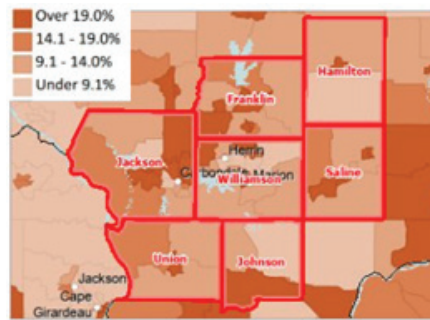 Over 19.0%
14.1 - 19.0%
9.1 - 14.0%
Under 9.1%
Hamilton
Franklin
Herrin
Jackson
Carbondale
Marion
Williamson
Saline
Union
Johnson
Jackson
Cape
Girardeau